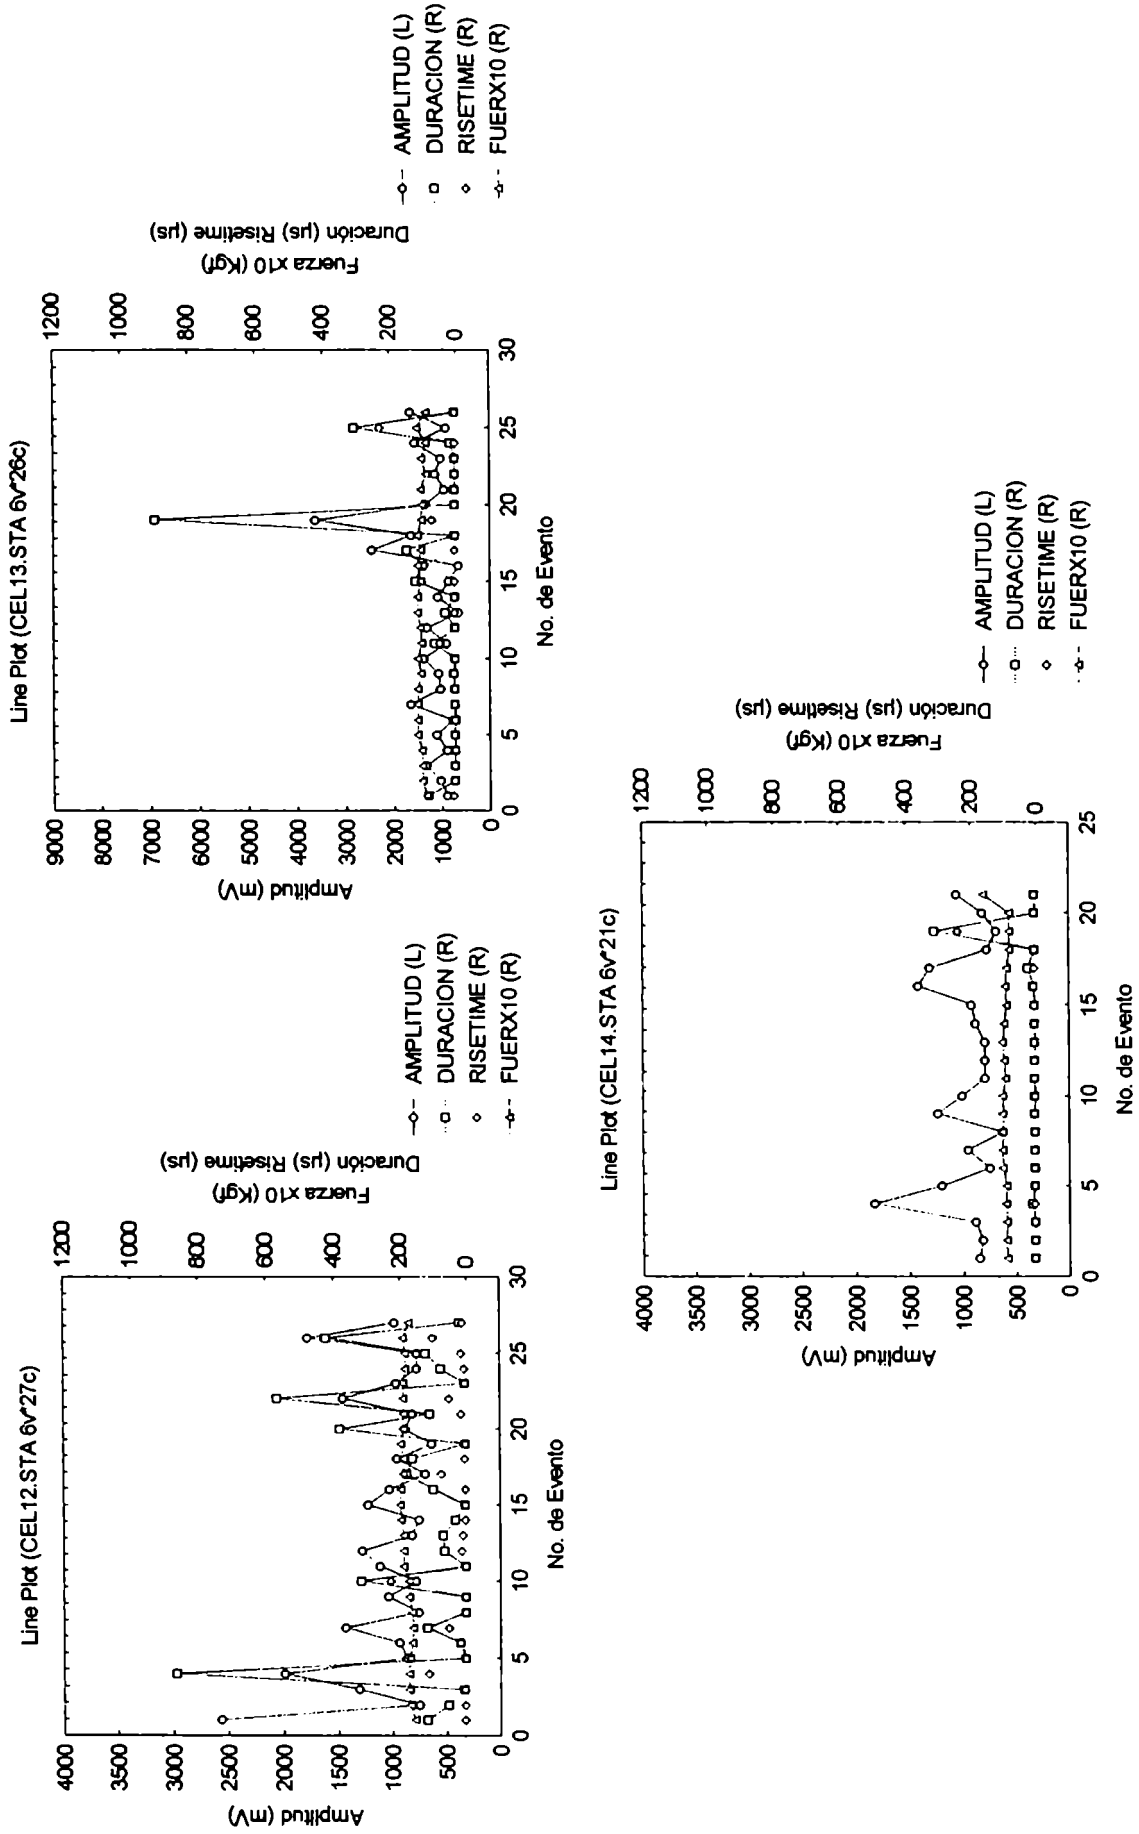 Line Plot (CEL12.STA 6v*27c)
4000
3500
3000
2500
2000
1500
1000
500
0
Amplitud (mV)
0
5
10
15
20
25
30
No. de Evento
1200
1000
800
600
400
200
0
Fuerza x10 (Kgf)
Duración (µs) Risetime (µs)
AMPLITUD (L)
DURACION (R)
RISETIME (R)
FUERX10 (R)
Line Plot (CEL13.STA 6v*26c)
9000
8000
7000
6000
5000
4000
3000
2000
1000
0
Amplitud (mV)
0
5
10
15
20
25
30
No. de Evento
1200
1000
800
600
400
200
0
Fuerza x10 (Kgf)
Duración (µs) Risetime (µs)
AMPLITUD (L)
DURACION (R)
RISETIME (R)
FUERX10 (R)
Line Plot (CEL14.STA 6v*21c)
4000
3500
3000
2500
2000
1500
1000
500
0
Amplitud (mV)
0
5
10
15
20
25
No. de Evento
1200
1000
800
600
400
200
0
Fuerza x10 (Kgf)
Duración (µs) Risetime (µs)
AMPLITUD (L)
DURACION (R)
RISETIME (R)
FUERX10 (R)